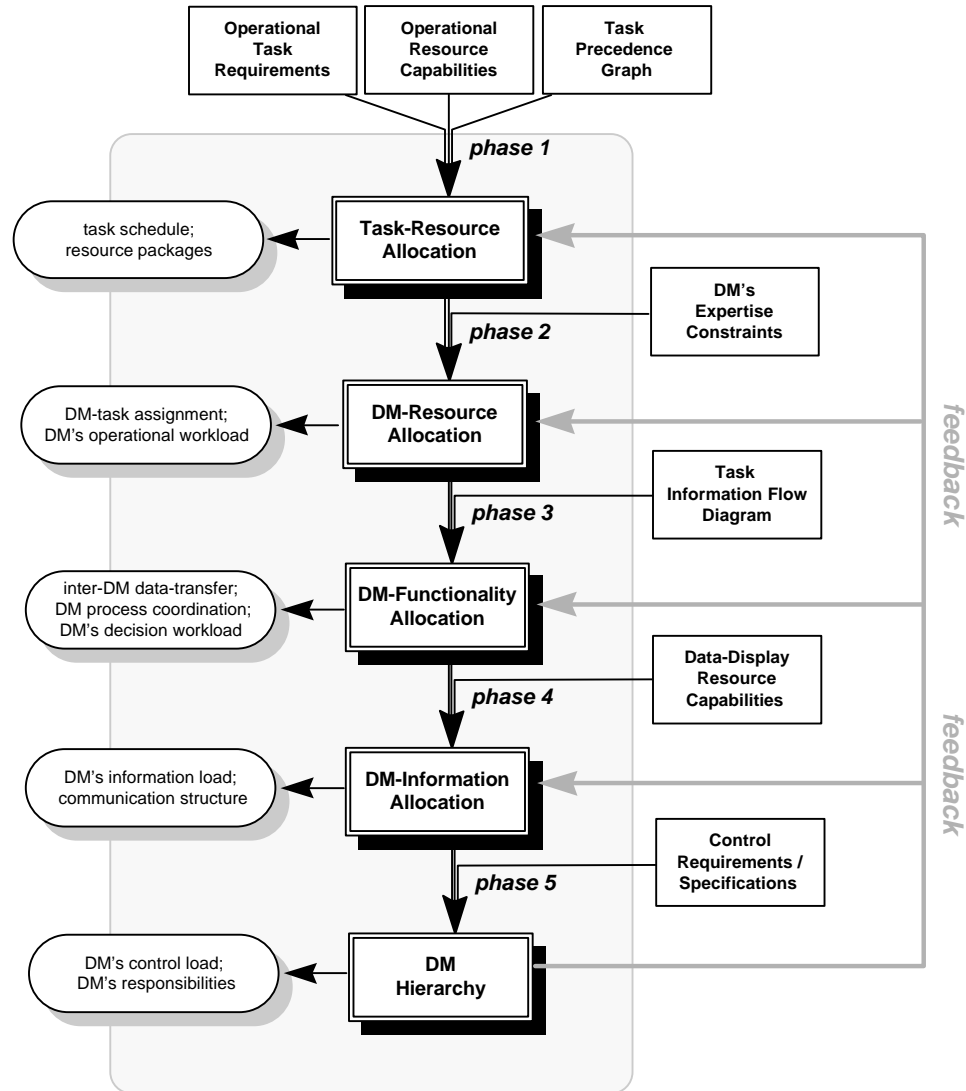 Operational
Task
Requirements
Operational
Resource
Capabilities
Task
Precedence
Graph
phase 1
Task-Resource
Allocation
task schedule;
resource packages
DM's
Expertise
Constraints
phase 2
DM-Resource
Allocation
DM-task assignment;
DM's operational workload
feedback
Task
Information Flow
Diagram
phase 3
DM-Functionality
Allocation
inter-DM data-transfer;
DM process coordination;
DM's decision workload
Data-Display
Resource
Capabilities
phase 4
feedback
DM-Information
Allocation
DM's information load;
communication structure
Control
Requirements /
Specifications
phase 5
DM
Hierarchy
DM's control load;
DM's responsibilities